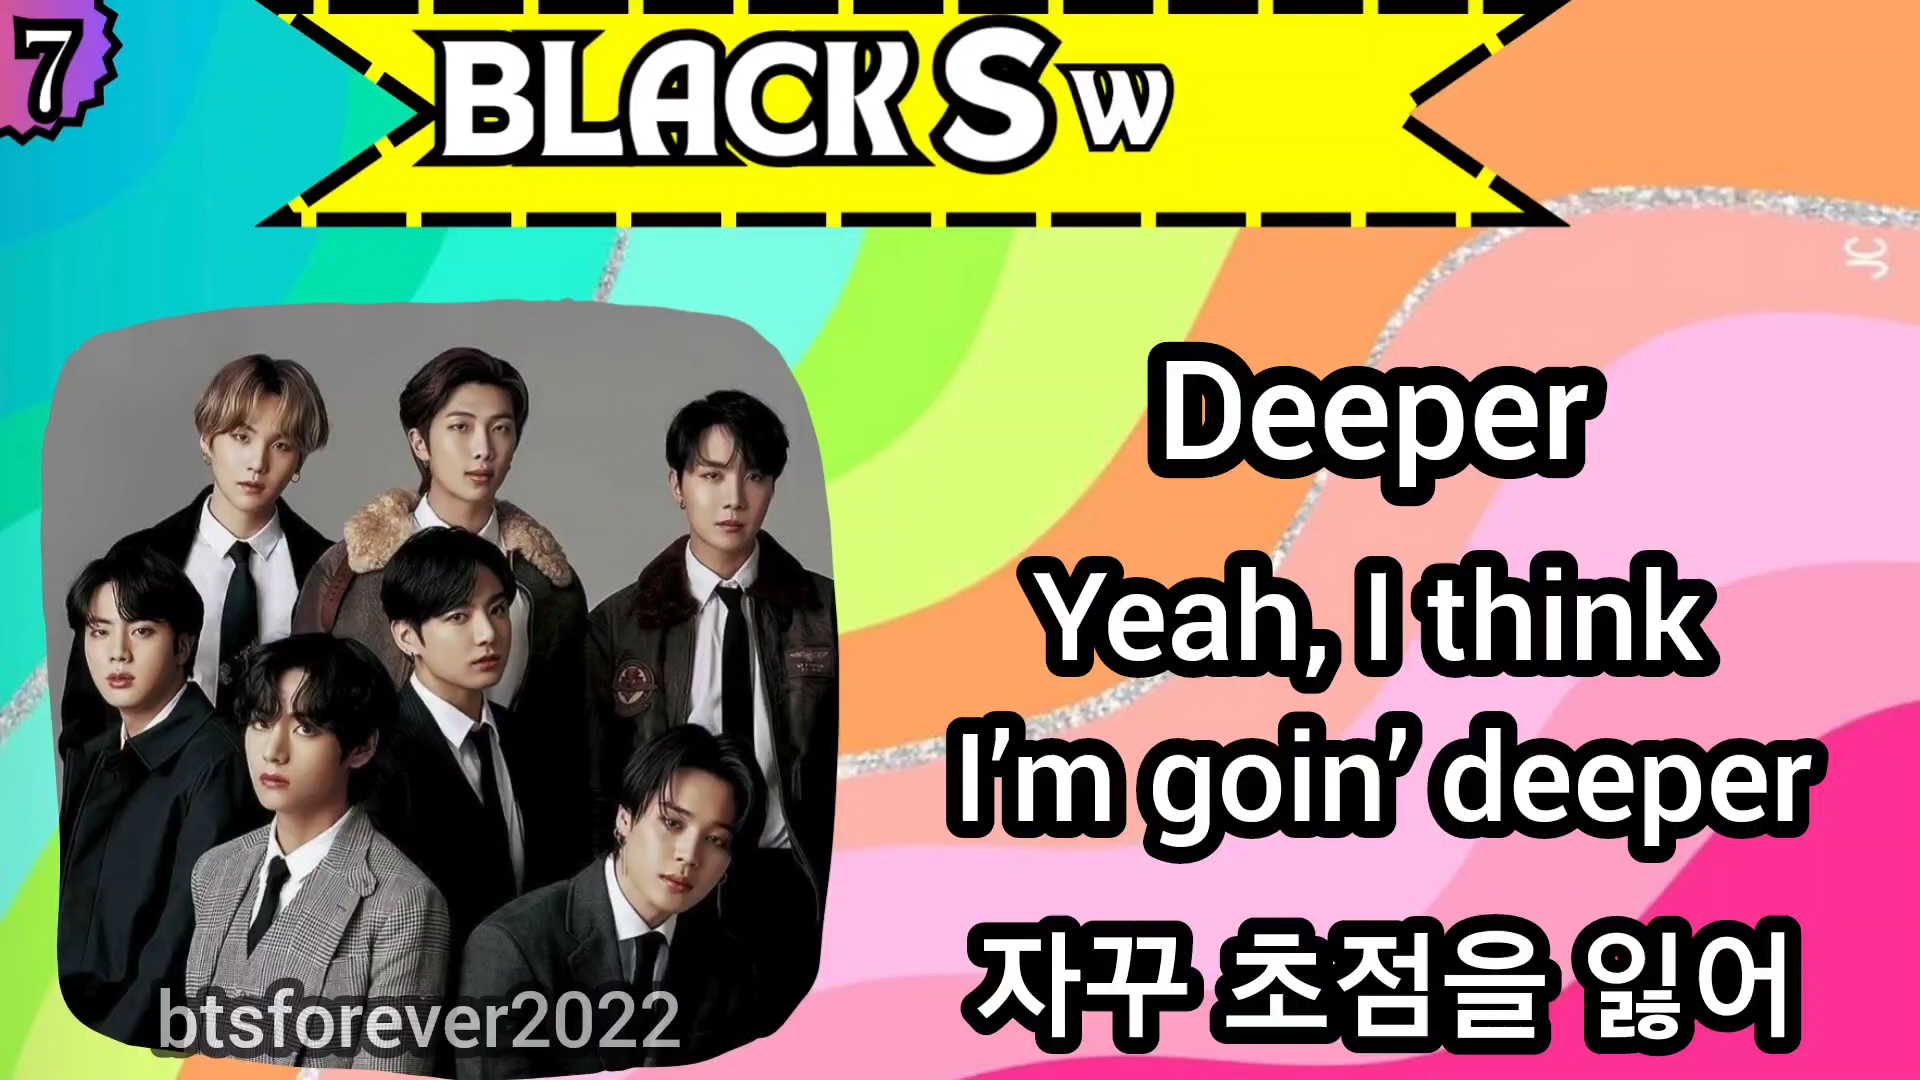 7
BLACK Sw
JC
Deeper
Yeah, I think
I'm goin' deeper
자꾸 초점을 잃어
btsforever2022